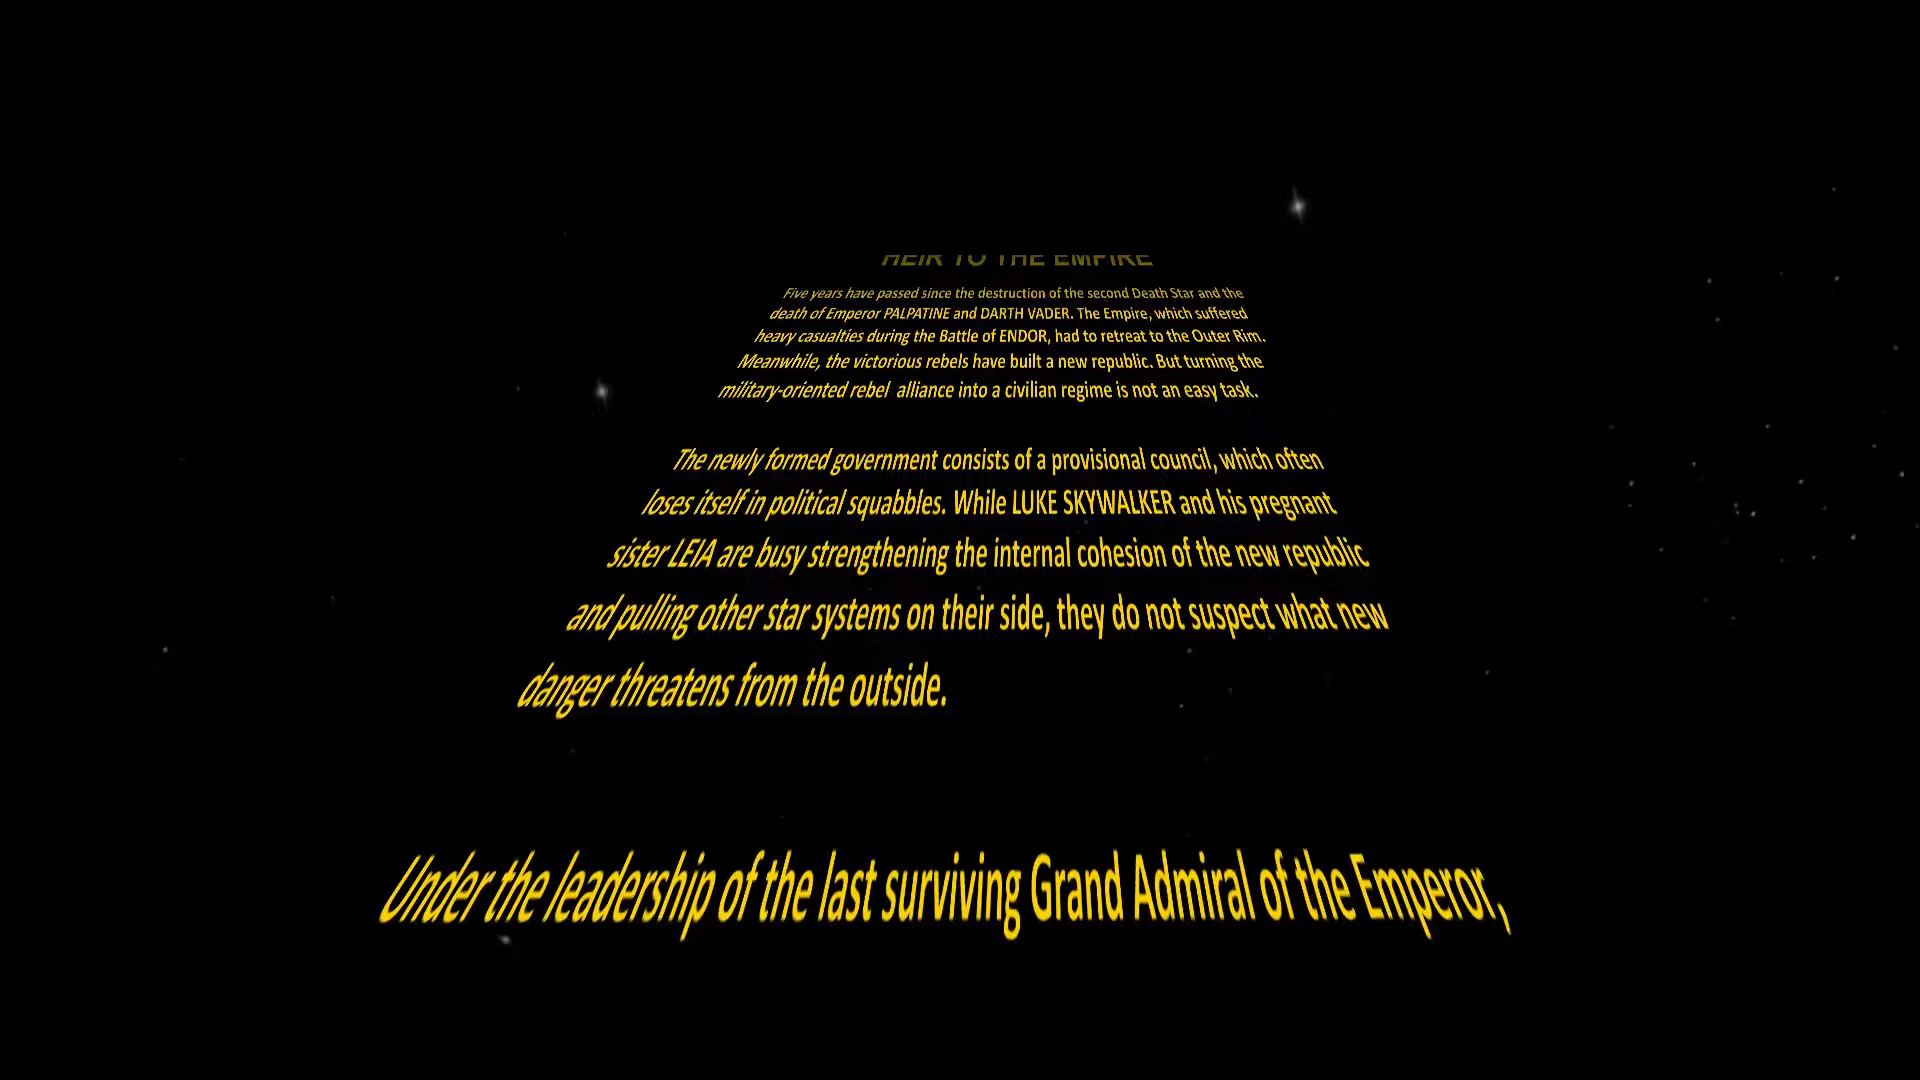 HEIR TO THE EMPIRE
Five years have passed since the destruction of the second Death Star and the
death of Emperor PALPATINE and DARTH VADER. The Empire, which suffered
heavy casualties during the Battle of ENDOR, had to retreat to the Outer Rim.
Meanwhile, the victorious rebels have built a new republic. But turning the
military-oriented rebel  alliance into a civilian regime is not an easy task.
The newly formed government consists of a provisional council, which often
loses itself in political squabbles. While LUKE SKYWALKER and his pregnant
sister LEIA are busy strengthening the internal cohesion of the new republic
and pulling other star systems on their side, they do not suspect what new
danger threatens from the outside.
Under the leadership of the last surviving Grand Admiral of the Emperor,